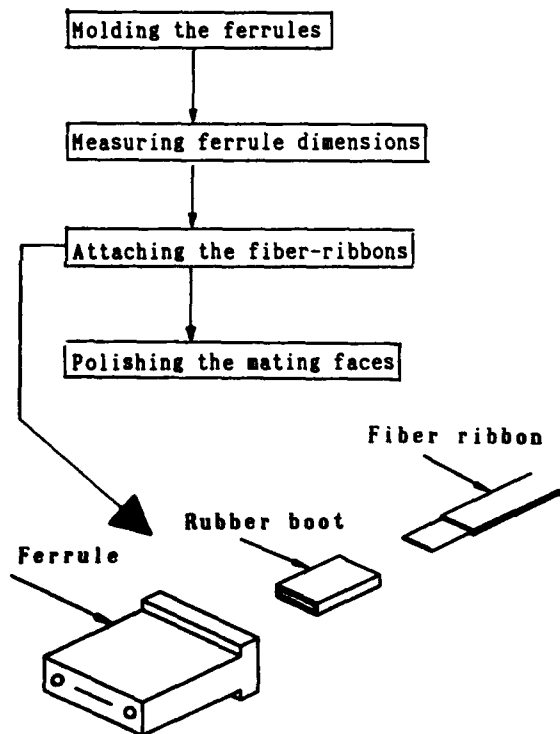 Molding the ferrules
Measuring ferrule dimensions
Attaching the fiber-ribbons
Polishing the mating faces
Fiber ribbon
Rubber boot
Ferrule